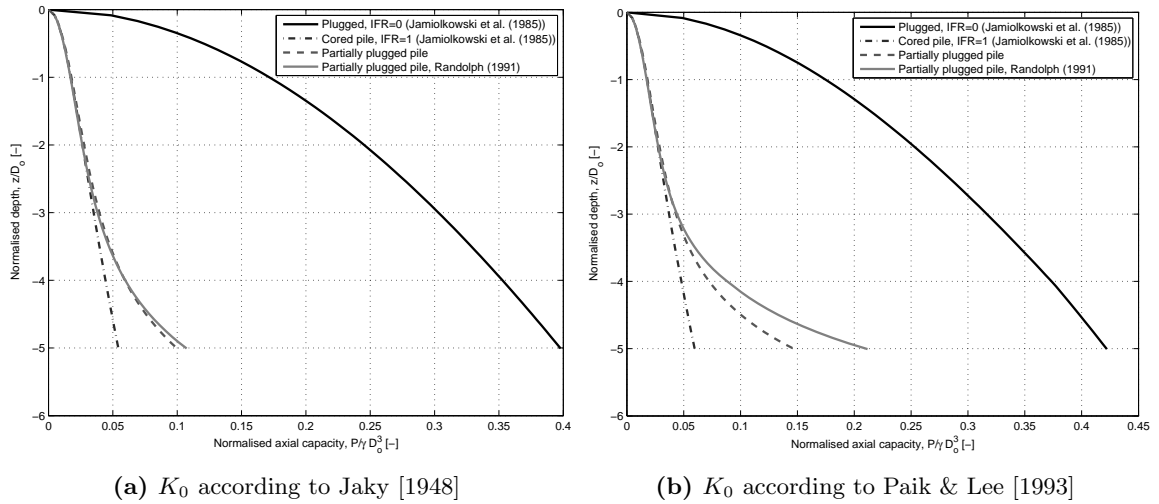 Plugged, IFR=0 (Jamiolkowski et al. (1985))
Cored pile, IFR=1 (Jamiolkowski et al. (1985))
Partially plugged pile
Partially plugged pile, Randolph (1991)
Normalised depth, z/D_o [−]
0
−1
−2
−3
−4
−5
−6
0 0.05 0.1 0.15 0.2 0.25 0.3 0.35 0.4
Normalised axial capacity, P/γ D_o^3 [−]
(a) K_0 according to Jaky [1948]
Plugged, IFR=0 (Jamiolkowski et al. (1985))
Cored pile, IFR=1 (Jamiolkowski et al. (1985))
Partially plugged pile
Partially plugged pile, Randolph (1991)
Normalised depth, z/D_o [−]
0
−1
−2
−3
−4
−5
−6
0 0.05 0.1 0.15 0.2 0.25 0.3 0.35 0.4 0.45
Normalised axial capacity, P/γ D_o^3 [−]
(b) K_0 according to Paik & Lee [1993]